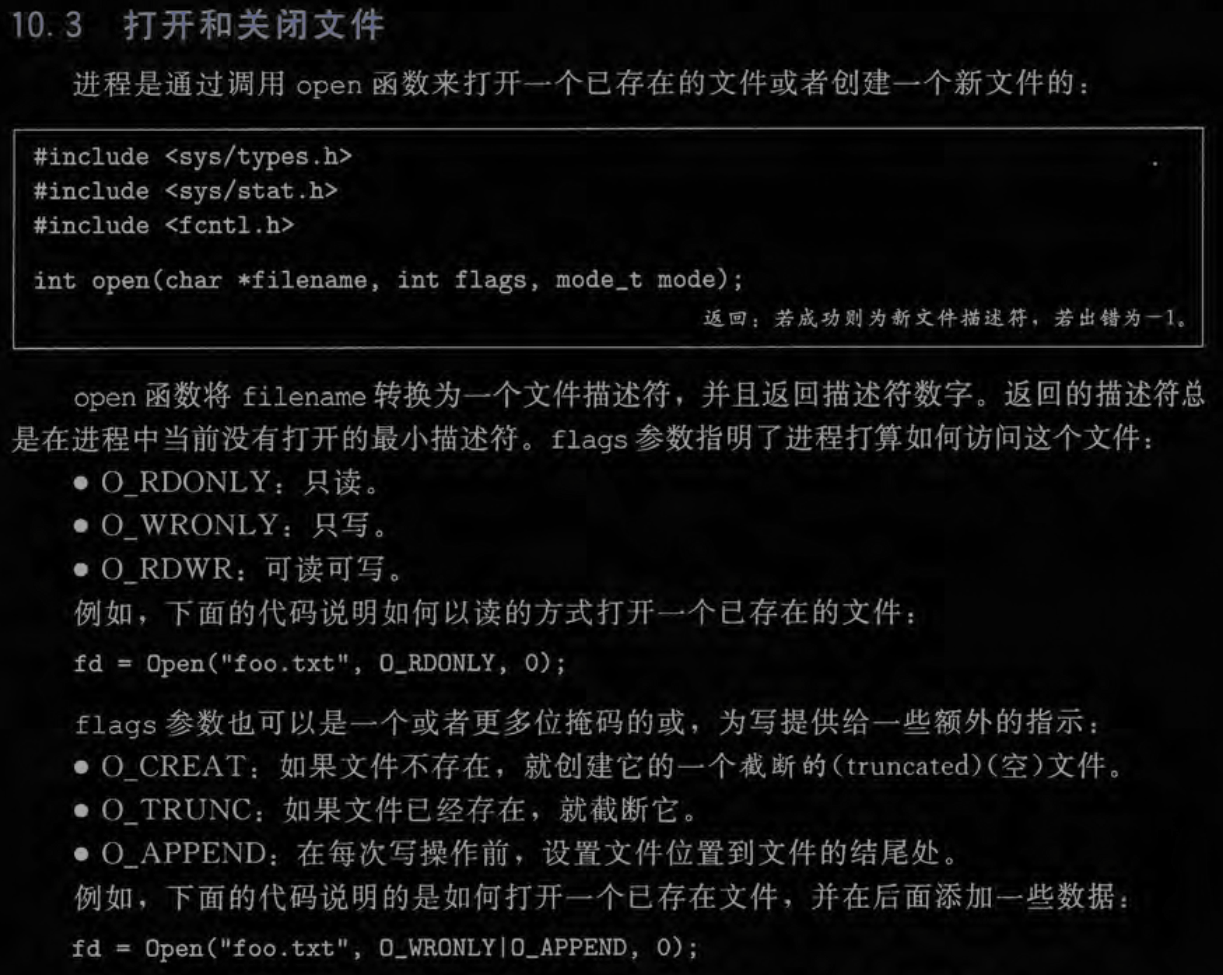 10.3 打开和关闭文件
进程是通过调用 open 函数来打开一个已存在的文件或者创建一个新文件的：
#include <sys/types.h>
#include <sys/stat.h>
#include <fcntl.h>
int open(char *filename, int flags, mode_t mode);
返回：若成功则为新文件描述符，若出错为－1。
open 函数将 filename 转换为一个文件描述符，并且返回描述符数字。返回的描述符总
是在进程中当前没有打开的最小描述符。flags 参数指明了进程打算如何访问这个文件：
● O_RDONLY：只读。
● O_WRONLY：只写。
● O_RDWR：可读可写。
例如，下面的代码说明如何以读的方式打开一个已存在的文件：
fd = Open("foo.txt", O_RDONLY, 0);
flags 参数也可以是一个或者更多位掩码的或，为写提供给一些额外的指示：
● O_CREAT：如果文件不存在，就创建它的一个截断的(truncated)(空)文件。
● O_TRUNC：如果文件已经存在，就截断它。
● O_APPEND：在每次写操作前，设置文件位置到文件的结尾处。
例如，下面的代码说明的是如何打开一个已存在文件，并在后面添加一些数据：
fd = Open("foo.txt", O_WRONLY|O_APPEND, 0);